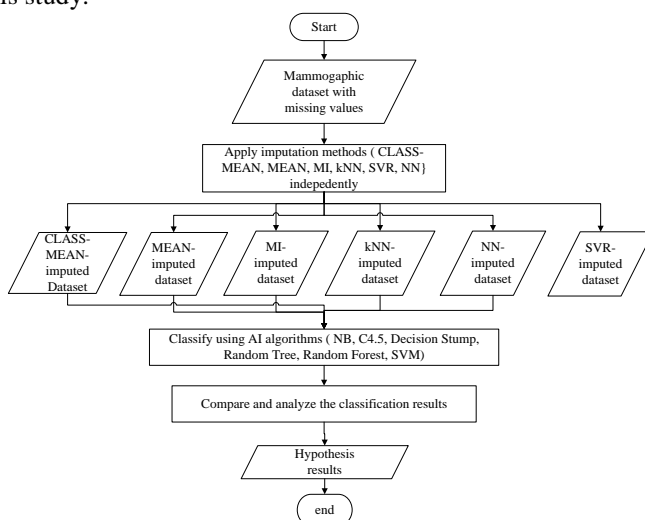 is study.
Start
Mammogaphic
dataset with
missing values
Apply imputation methods ( CLASS-
MEAN, MEAN, MI, kNN, SVR, NN}
indepedently
CLASS-
MEAN-
imputed
Dataset
MEAN-
imputed
dataset
MI-
imputed
dataset
kNN-
imputed
dataset
NN-
imputed
dataset
SVR-
imputed
dataset
Classify using AI algorithms ( NB, C4.5, Decision Stump,
Random Tree, Random Forest, SVM)
Compare and analyze the classification results
Hypothesis
results
end